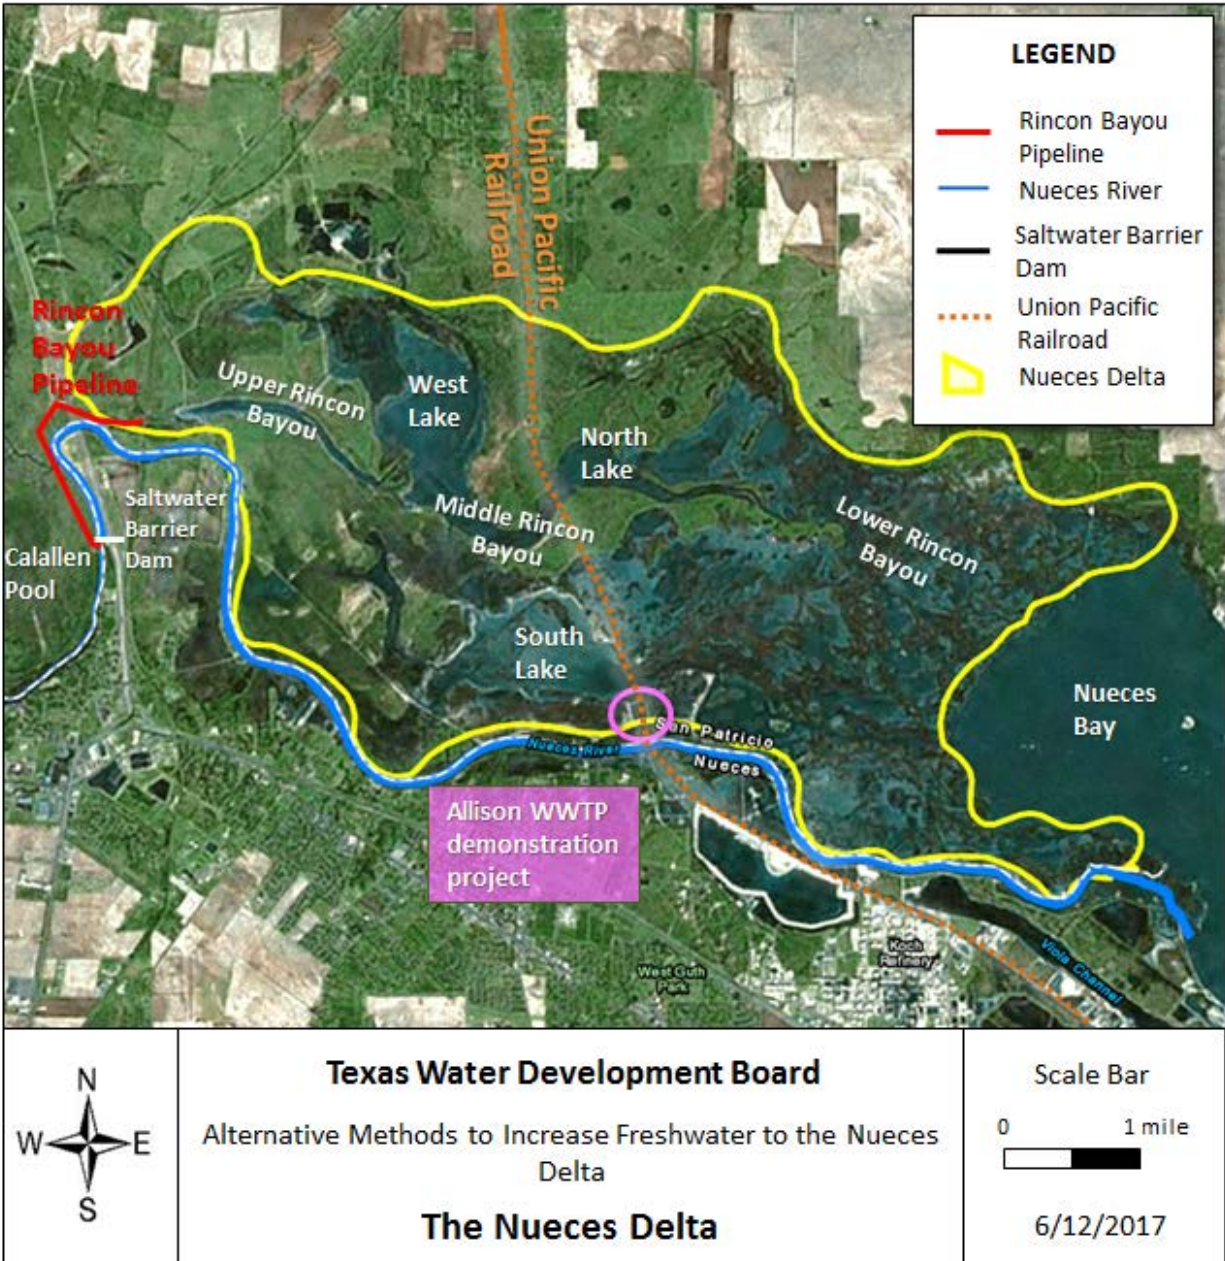 LEGEND
Rincon Bayou
Pipeline
Nueces River
Saltwater Barrier
Dam
Union Pacific
Railroad
Nueces Delta
Union Pacific
Railroad
Rincon
Bayou
Pipeline
Upper Rincon
Bayou
West
Lake
North
Lake
Middle Rincon
Bayou
Lower Rincon
Bayou
Saltwater
Barrier
Dam
Calallen
Pool
South
Lake
Nueces
Bay
San Patricio
Nueces River
Nueces
Allison WWTP
demonstration
project
Koch
Refinery
West Guth
Park
Viola Channel
N
W
E
S
Texas Water Development Board
Alternative Methods to Increase Freshwater to the Nueces
Delta
The Nueces Delta
Scale Bar
0 1 mile
6/12/2017